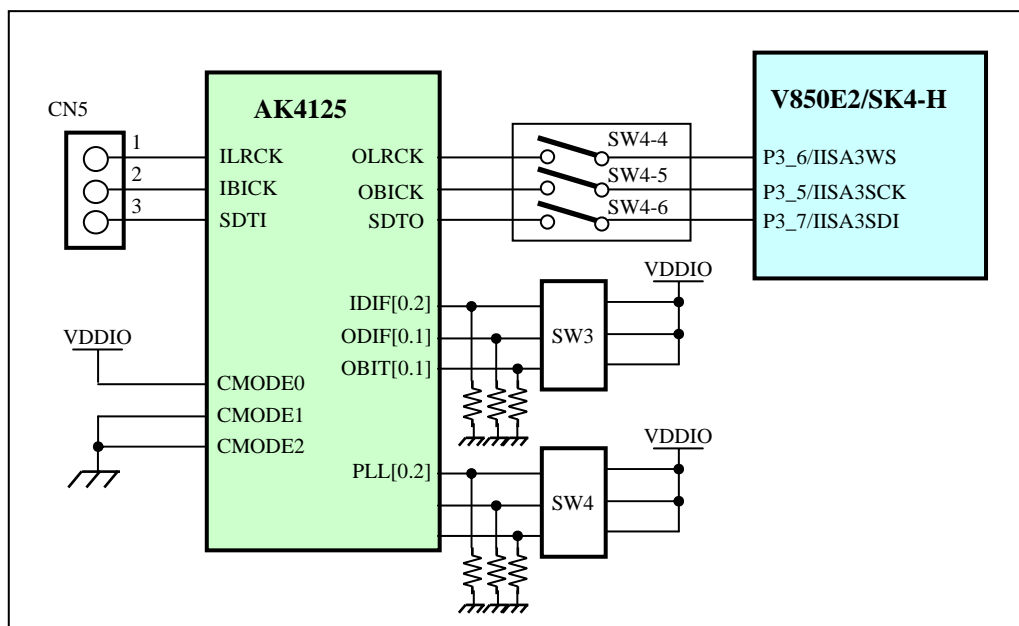 CN5
1
2
3
AK4125
ILRCK
IBICK
SDTI
OLRCK
OBICK
SDTO
SW4-4
SW4-5
SW4-6
V850E2/SK4-H
P3_6/IISA3WS
P3_5/IISA3SCK
P3_7/IISA3SDI
IDIF[0.2]
ODIF[0.1]
OBIT[0.1]
SW3
VDDIO
VDDIO
CMODE0
CMODE1
CMODE2
PLL[0.2]
SW4
VDDIO